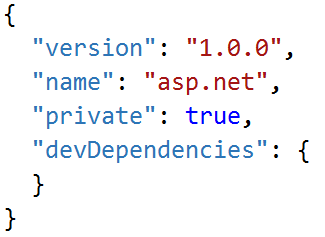 {
  "version": "1.0.0",
  "name": "asp.net",
  "private": true,
  "devDependencies": {
  }
}